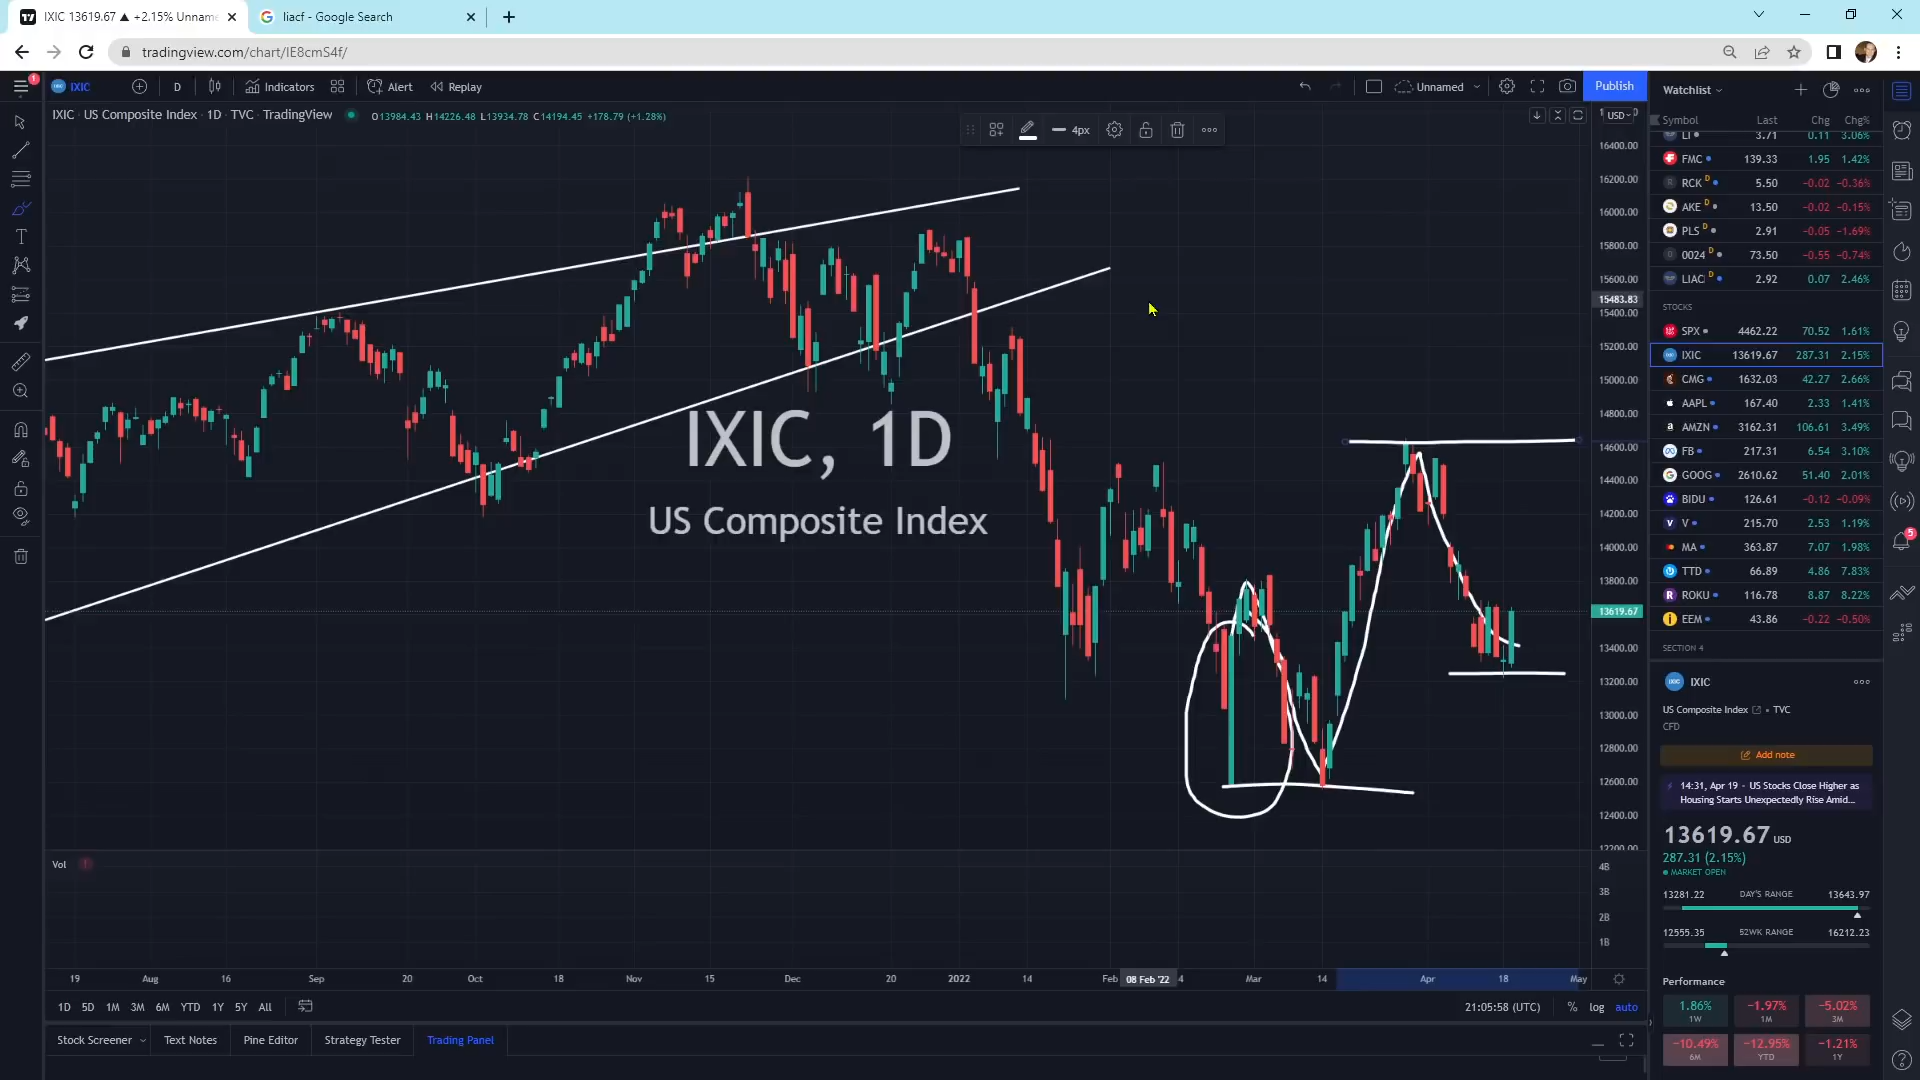 IXIC 13619.67 ▲ +2.15% Unname
liacf - Google Search
tradingview.com/chart/IE8cmS4f/
1
IXIC
D
Indicators
Alert
Replay
Unnamed
Publish
IXIC · US Composite Index · 1D · TVC · TradingView
O13984.43 H14226.48 L13934.78 C14194.45 +178.79 (+1.28%)
4px
USD
16400.00
16200.00
16000.00
15800.00
15600.00
15483.83
15400.00
15200.00
15000.00
14800.00
14600.00
14400.00
14200.00
14000.00
13800.00
13619.67
13400.00
13200.00
13000.00
12800.00
12600.00
12400.00
12200.00
IXIC, 1D
US Composite Index
Vol
4B
3B
2B
1B
19 Aug 16 Sep 20 Oct 18 Nov 15 Dec 20 2022 14 Feb 08 Feb '22 4 Mar 14 Apr 18 May
1D 5D 1M 3M 6M YTD 1Y 5Y All
21:05:58 (UTC) % log auto
Stock Screener Text Notes Pine Editor Strategy Tester Trading Panel
Watchlist
Symbol Last Chg Chg%
LI 3.71 0.11 3.06%
FMC 139.33 1.95 1.42%
RCK D 5.50 −0.02 −0.36%
AKE D 13.50 −0.02 −0.15%
PLS D 2.91 −0.05 −1.69%
0024 D 73.50 −0.55 −0.74%
LIAC D 2.92 0.07 2.46%
STOCKS
SPX 4462.22 70.52 1.61%
IXIC 13619.67 287.31 2.15%
CMG 1632.03 42.27 2.66%
AAPL 167.40 2.33 1.41%
AMZN 3162.31 106.61 3.49%
FB 217.31 6.54 3.10%
GOOG 2610.62 51.40 2.01%
BIDU 126.61 −0.12 −0.09%
V 215.70 2.53 1.19%
MA 363.87 7.07 1.98%
TTD 66.89 4.86 7.83%
ROKU 116.78 8.87 8.22%
EEM 43.86 −0.22 −0.50%
SECTION 4
IXIC
US Composite Index • TVC
CFD
Add note
14:31, Apr 19 - US Stocks Close Higher as
Housing Starts Unexpectedly Rise Amid...
13619.67 USD
287.31 (2.15%)
MARKET OPEN
13281.22 DAY'S RANGE 13643.97
12555.35 52WK RANGE 16212.23
Performance
1.86% −1.97% −5.02%
1W 1M 3M
−10.49% −12.95% −1.21%
6M YTD 1Y
5